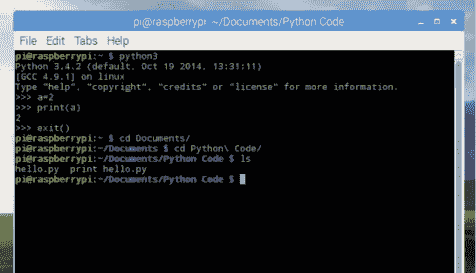 pi@raspberrypi ~/Documents/Python Code
File Edit Tabs Help
pi@raspberrypi:~ $ python3
Python 3.4.2 (default, Oct 19 2014, 13:31:11)
[GCC 4.9.1] on linux
Type "help", "copyright", "credits" or "license" for more information.
>>> a=2
>>> print(a)
2
>>> exit()
pi@raspberrypi:~ $ cd Documents/
pi@raspberrypi:~/Documents $ cd Python\ Code/
pi@raspberrypi:~/Documents/Python Code $ ls
hello.py  print hello.py
pi@raspberrypi:~/Documents/Python Code $